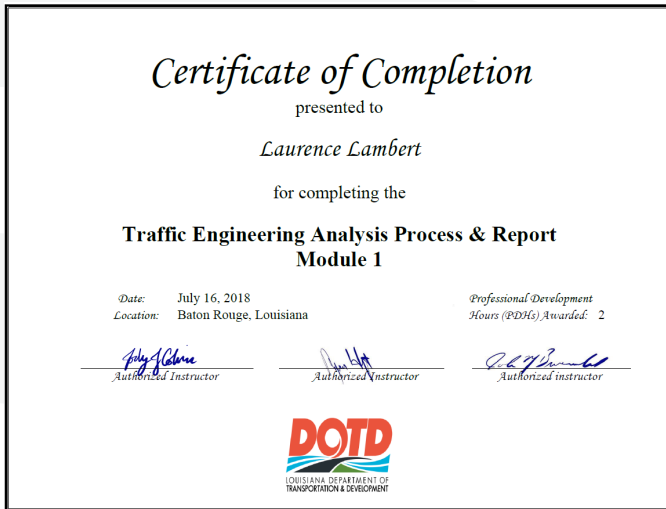 Certificate of Completion
presented to
Laurence Lambert
for completing the
Traffic Engineering Analysis Process & Report
Module 1
Date: July 16, 2018
Location: Baton Rouge, Louisiana
Professional Development
Hours (PDHs) Awarded: 2
Authorized Instructor
Authorized Instructor
Authorized instructor
DOTD
LOUISIANA DEPARTMENT OF
TRANSPORTATION & DEVELOPMENT